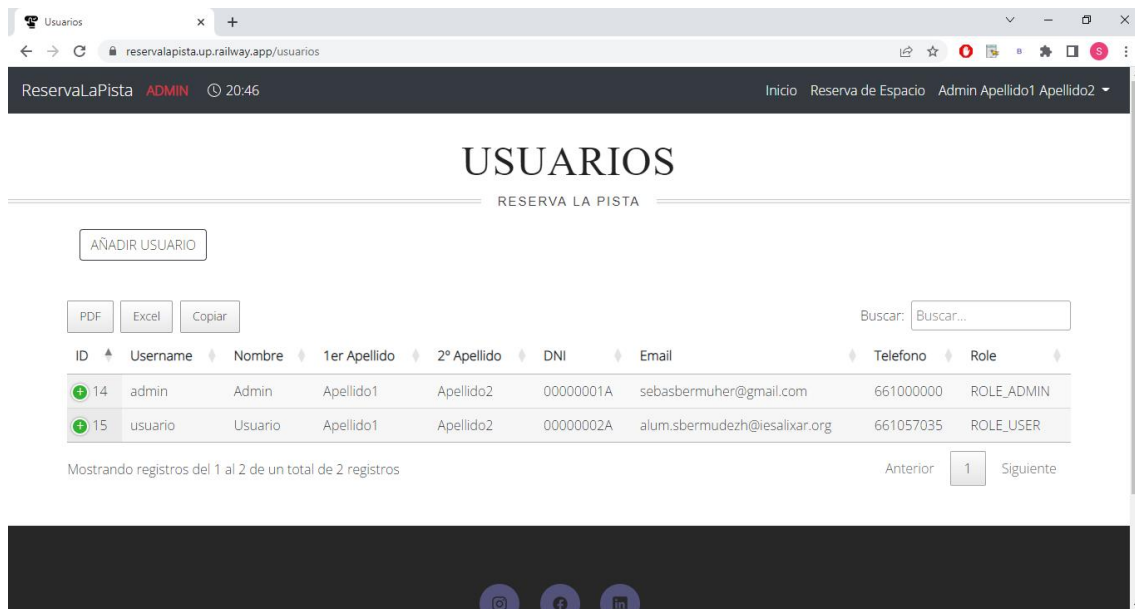 Usuarios
reservalapista.up.railway.app/usuarios
S
ReservaLaPista ADMIN 20:46 Inicio Reserva de Espacio Admin Apellido1 Apellido2
USUARIOS
RESERVA LA PISTA
AÑADIR USUARIO
PDF Excel Copiar Buscar: Buscar...
ID Username Nombre 1er Apellido 2º Apellido DNI Email Telefono Role
14 admin Admin Apellido1 Apellido2 00000001A sebasbermuher@gmail.com 661000000 ROLE_ADMIN
15 usuario Usuario Apellido1 Apellido2 00000002A alum.sbermudezh@iesalixar.org 661057035 ROLE_USER
Mostrando registros del 1 al 2 de un total de 2 registros Anterior 1 Siguiente